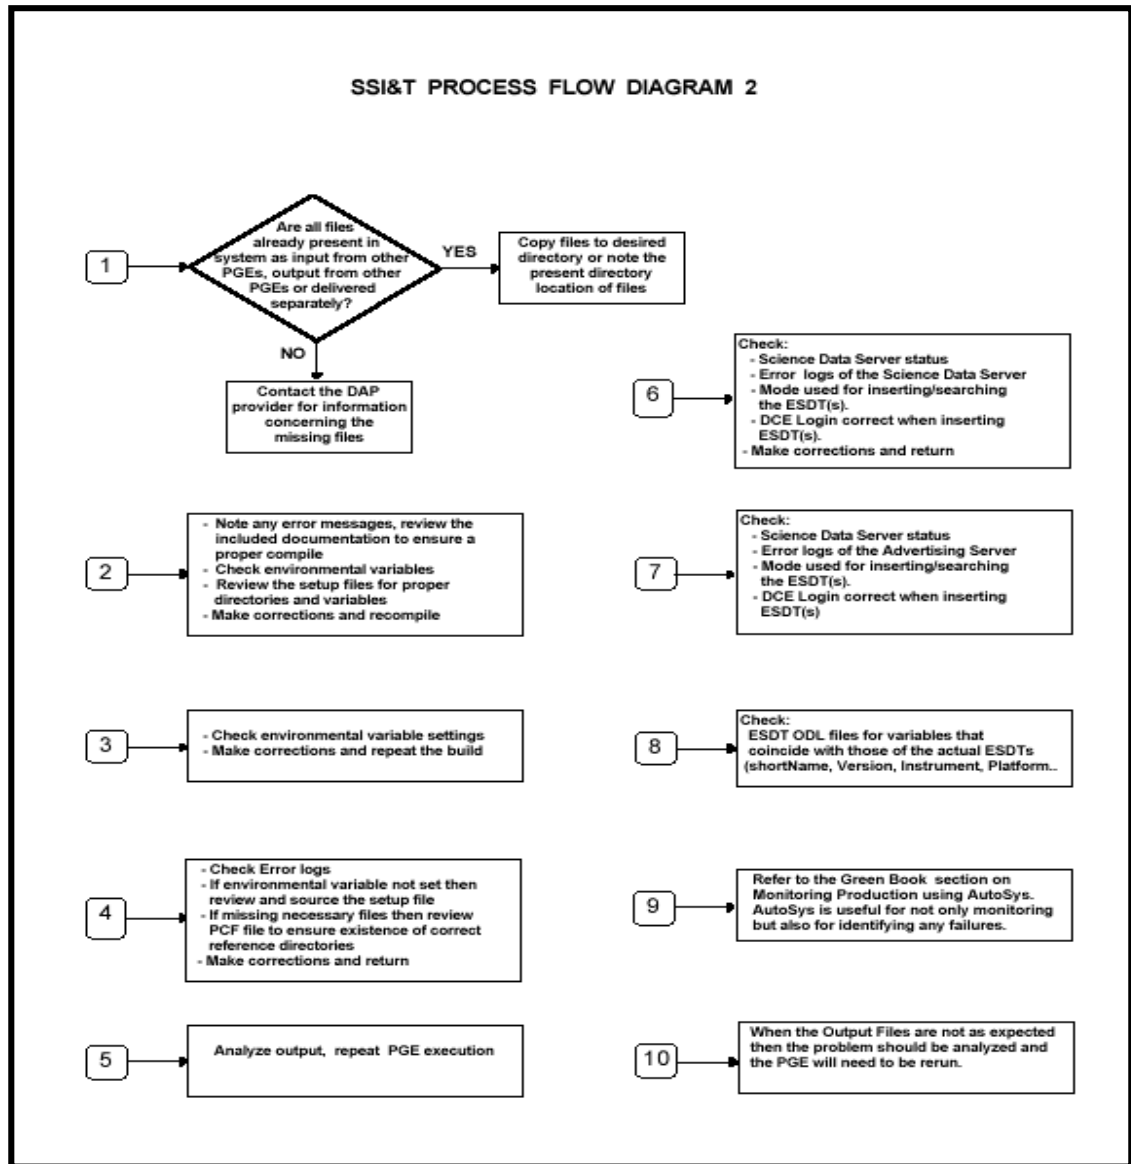 SSI&T PROCESS FLOW DIAGRAM 2
1
Are all files
already present in
system as input from other
PGEs, output from other
PGEs or delivered
separately?
YES
Copy files to desired
directory or note the
present directory
location of files
NO
Contact the DAP
provider for information
concerning the
missing files
2
- Note any error messages, review the
included documentation to ensure a
proper compile
- Check environmental variables
- Review the setup files for proper
directories and variables
- Make corrections and recompile
3
- Check environmental variable settings
- Make corrections and repeat the build
4
- Check Error logs
- If environmental variable not set then
review and source the setup file
- If missing necessary files then review
PCF file to ensure existence of correct
reference directories
- Make corrections and return
5
Analyze output, repeat PGE execution
6
Check:
- Science Data Server status
- Error logs of the Science Data Server
- Mode used for inserting/searching
the ESDT(s).
- DCE Login correct when inserting
ESDT(s).
- Make corrections and return
7
Check:
- Science Data Server status
- Error logs of the Advertising Server
- Mode used for inserting/searching
the ESDT(s).
- DCE Login correct when inserting
ESDT(s)
8
Check:
ESDT ODL files for variables that
coincide with those of the actual ESDTs
(shortName, Version, Instrument, Platform..
9
Refer to the Green Book section on
Monitoring Production using AutoSys.
AutoSys is useful for not only monitoring
but also for identifying any failures.
10
When the Output Files are not as expected
then the problem should be analyzed and
the PGE will need to be rerun.